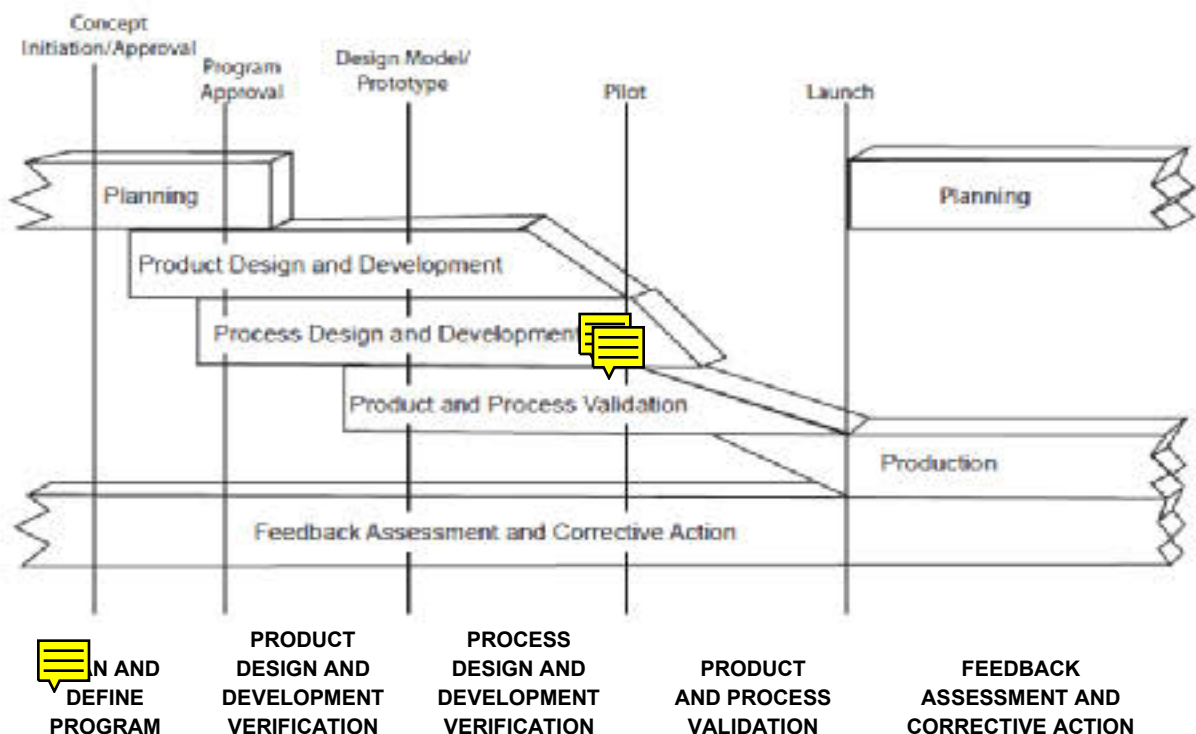 Concept
Initiation/Approval
Program
Approval
Design Model/
Prototype
Pilot
Launch
Planning
Planning
Product Design and Development
Process Design and Development
Product and Process Validation
Production
Feedback Assessment and Corrective Action
AND
DEFINE
PROGRAM
PRODUCT
DESIGN AND
DEVELOPMENT
VERIFICATION
PROCESS
DESIGN AND
DEVELOPMENT
VERIFICATION
PRODUCT
AND PROCESS
VALIDATION
FEEDBACK
ASSESSMENT AND
CORRECTIVE ACTION